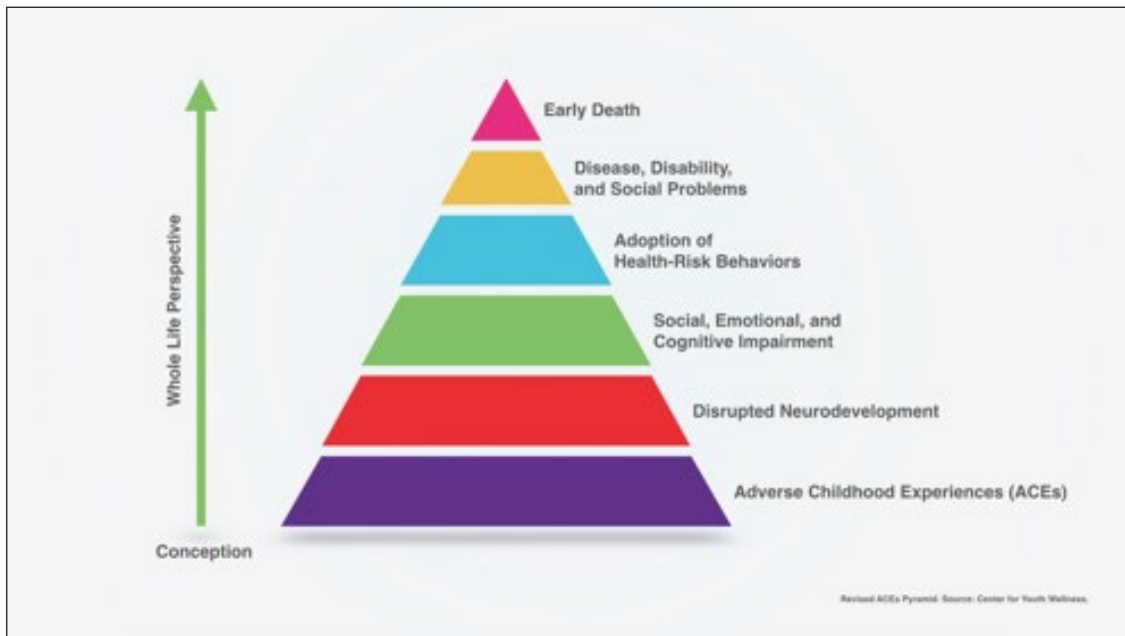 Early Death
Disease, Disability,
and Social Problems
Adoption of
Health-Risk Behaviors
Social, Emotional, and
Cognitive Impairment
Disrupted Neurodevelopment
Adverse Childhood Experiences (ACEs)
Whole Life Perspective
Conception
Revised ACEs Pyramid. Source: Center for Youth Wellness.